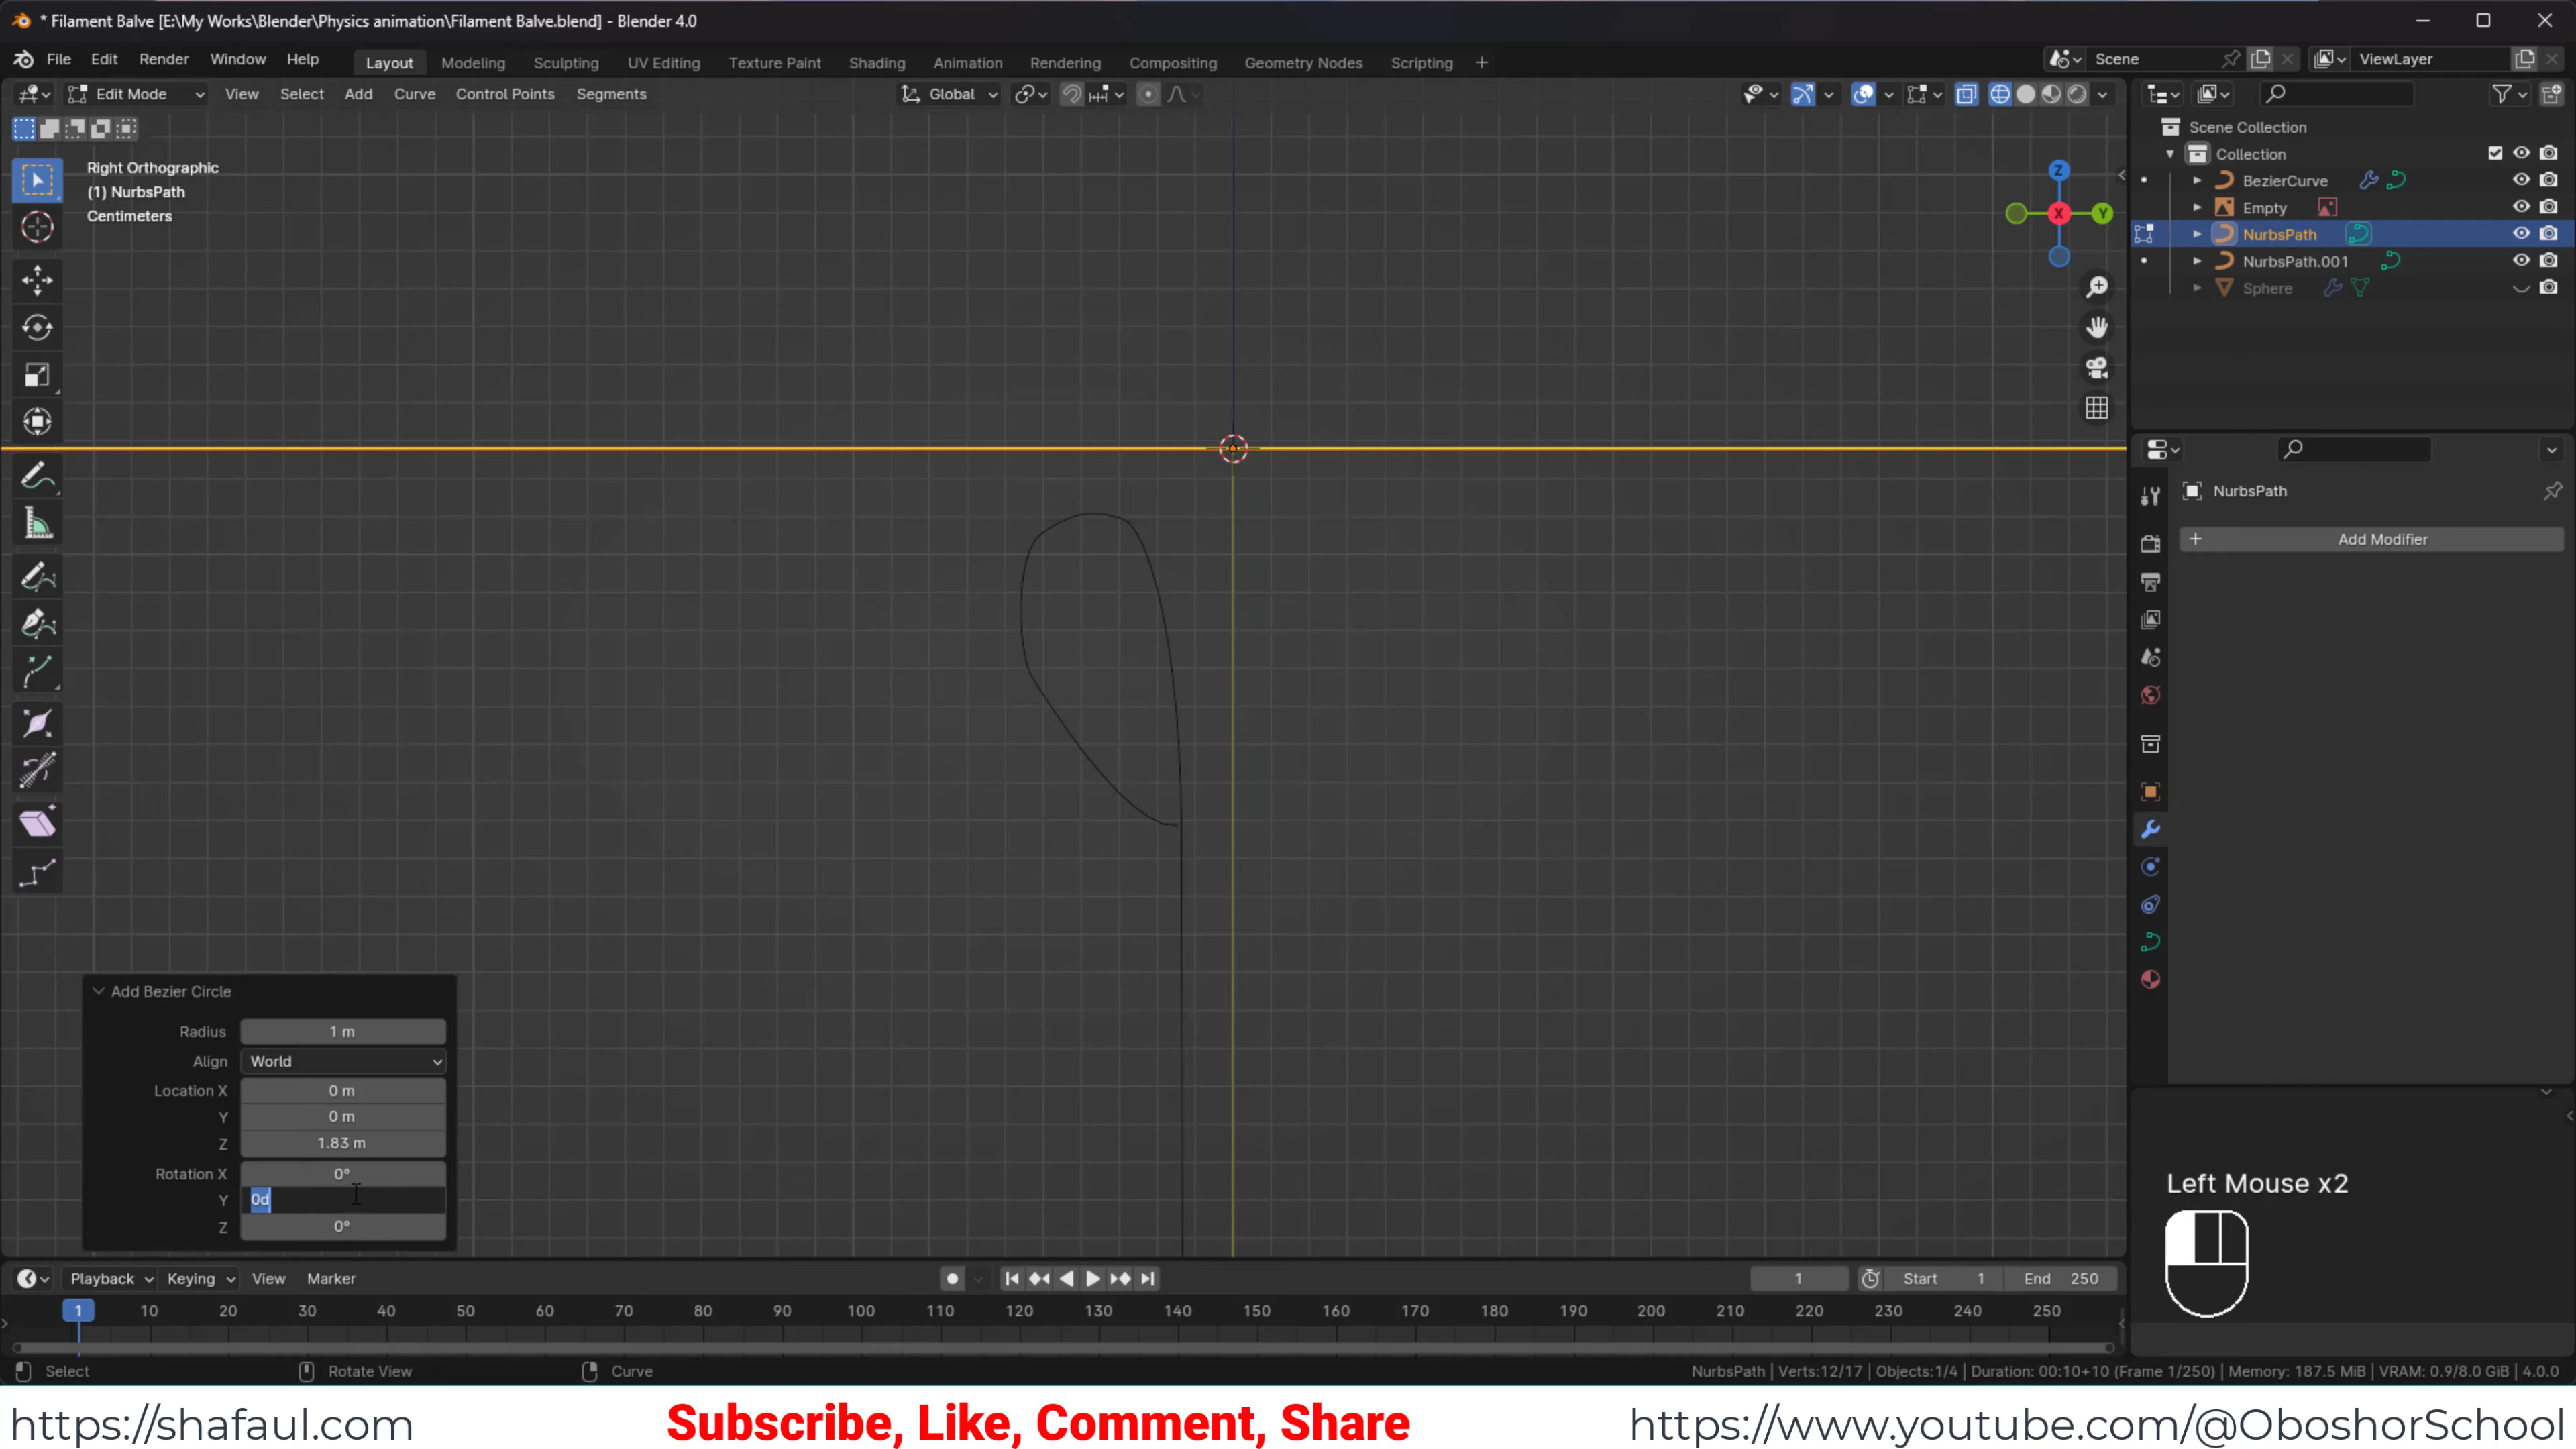 * Filament Balve [E:\My Works\Blender\Physics animation\Filament Balve.blend] - Blender 4.0
File Edit Render Window Help Layout Modeling Sculpting UV Editing Texture Paint Shading Animation Rendering Compositing Geometry Nodes Scripting + Scene ViewLayer
Edit Mode View Select Add Curve Control Points Segments Global
Right Orthographic
(1) NurbsPath
Centimeters
Z
X
Y
Scene Collection
Collection
BezierCurve
Empty
NurbsPath
NurbsPath.001
Sphere
NurbsPath
+ Add Modifier
Add Bezier Circle
Radius 1 m
Align World
Location X 0 m
Y 0 m
Z 1.83 m
Rotation X 0°
Y 0d
Z 0°
Left Mouse x2
Playback Keying View Marker 1 Start 1 End 250
1 10 20 30 40 50 60 70 80 90 100 110 120 130 140 150 160 170 180 190 200 210 220 230 240 250
Select Rotate View Curve NurbsPath | Verts:12/17 | Objects:1/4 | Duration: 00:10+10 (Frame 1/250) | Memory: 187.5 MiB | VRAM: 0.9/8.0 GiB | 4.0.0
https://shafaul.com Subscribe, Like, Comment, Share https://www.youtube.com/@OboshorSchool